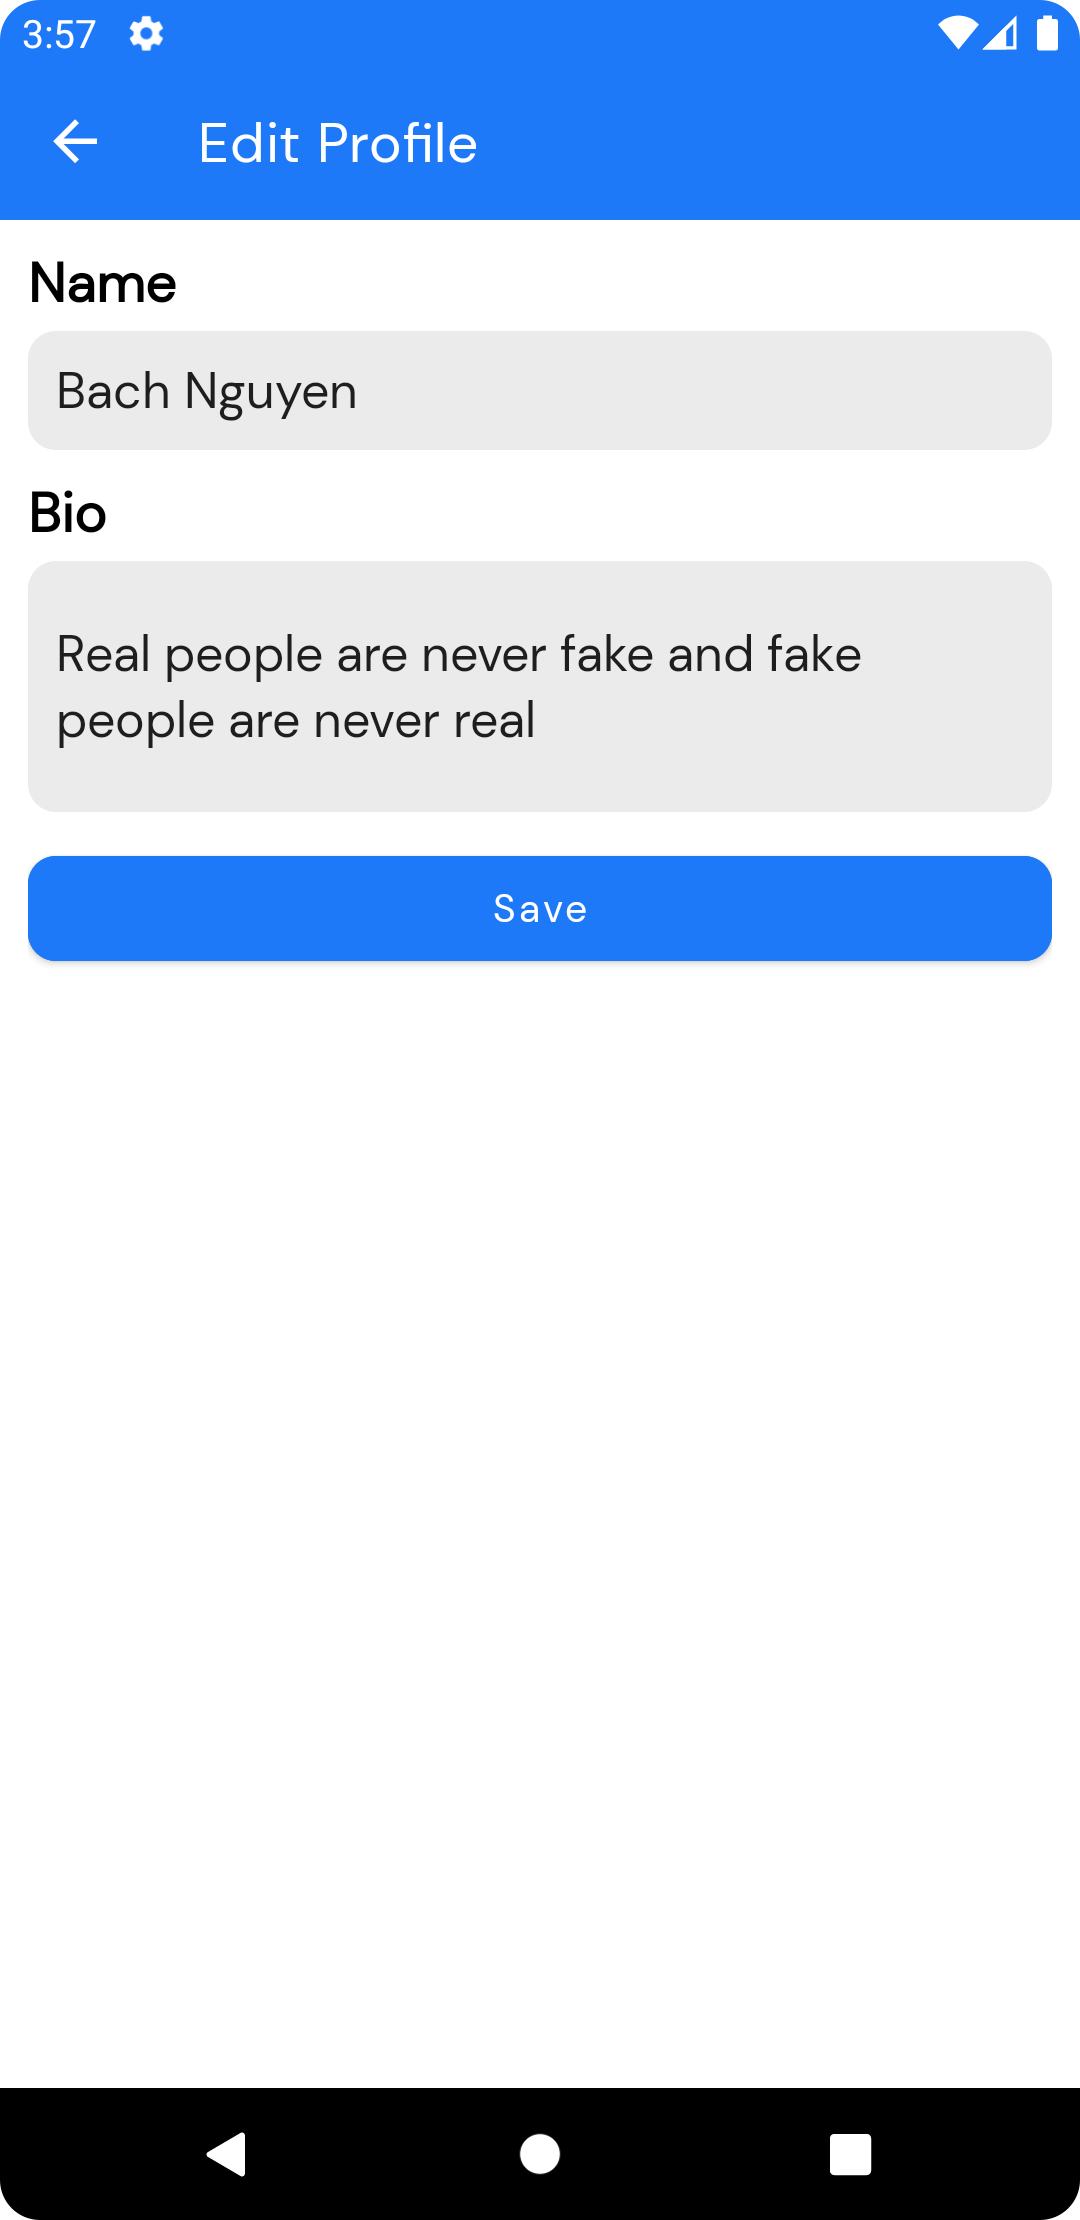 3:57
Edit Profile
Name
Bach Nguyen
Bio
Real people are never fake and fake
people are never real
Save